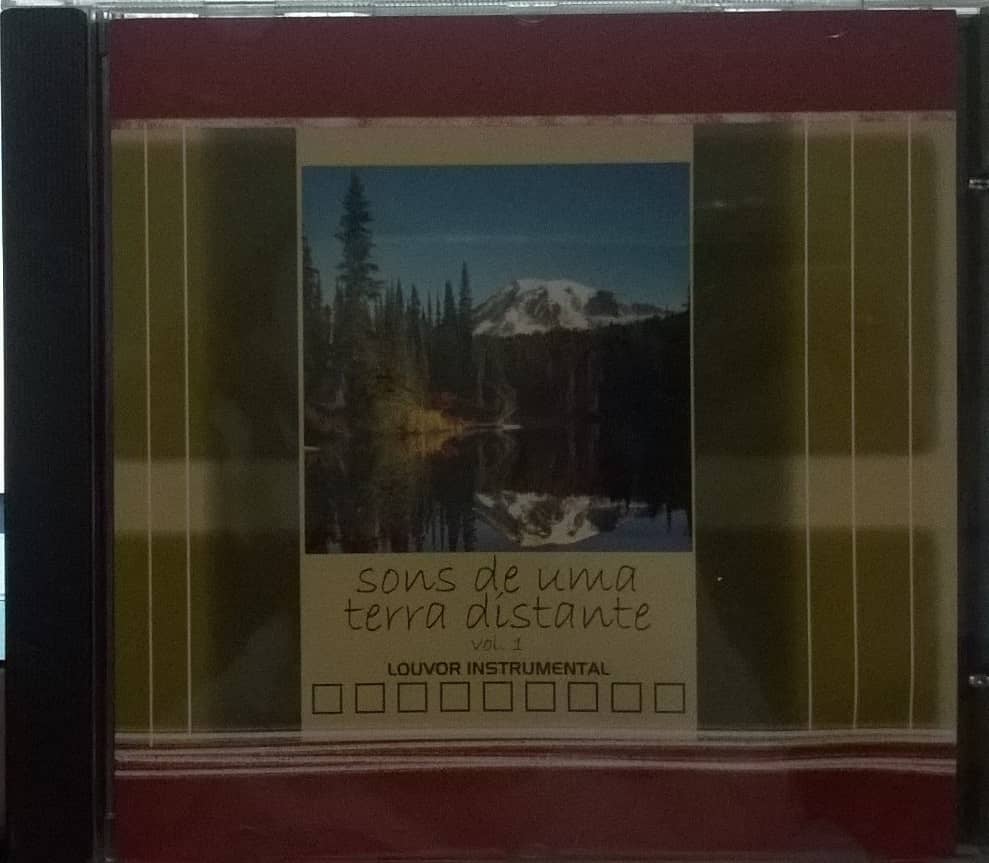 sons de uma
terra distante
vol. 1
LOUVOR INSTRUMENTAL